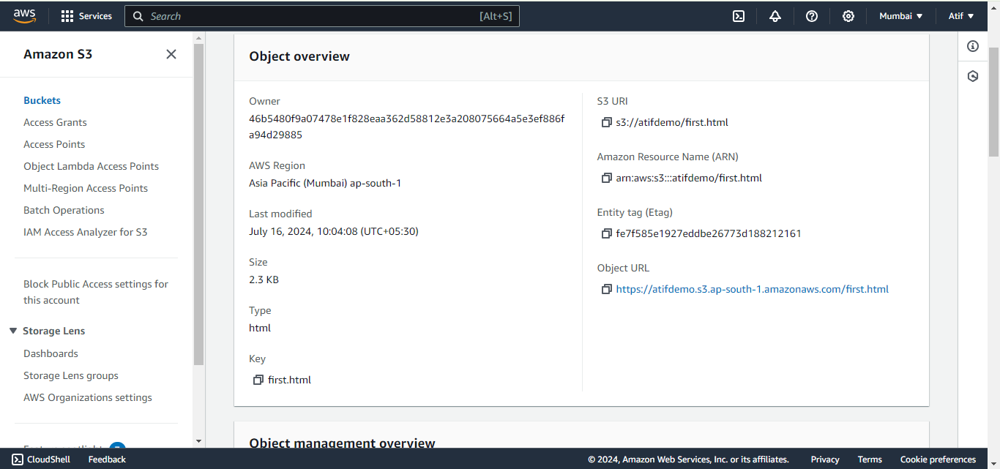 aws
Services
Search
[Alt+S]
Mumbai
Atif
Amazon S3
Buckets
Access Grants
Access Points
Object Lambda Access Points
Multi-Region Access Points
Batch Operations
IAM Access Analyzer for S3
Block Public Access settings for
this account
Storage Lens
Dashboards
Storage Lens groups
AWS Organizations settings
Object overview
Owner
46b5480f9a07478e1f828eaa362d58812e3a208075664a5e3ef886f
a94d29885
AWS Region
Asia Pacific (Mumbai) ap-south-1
Last modified
July 16, 2024, 10:04:08 (UTC+05:30)
Size
2.3 KB
Type
html
Key
first.html
S3 URI
s3://atifdemo/first.html
Amazon Resource Name (ARN)
arn:aws:s3:::atifdemo/first.html
Entity tag (Etag)
fe7f585e1927eddbe26773d188212161
Object URL
https://atifdemo.s3.ap-south-1.amazonaws.com/first.html
Object management overview
CloudShell
Feedback
© 2024, Amazon Web Services, Inc. or its affiliates.
Privacy
Terms
Cookie preferences